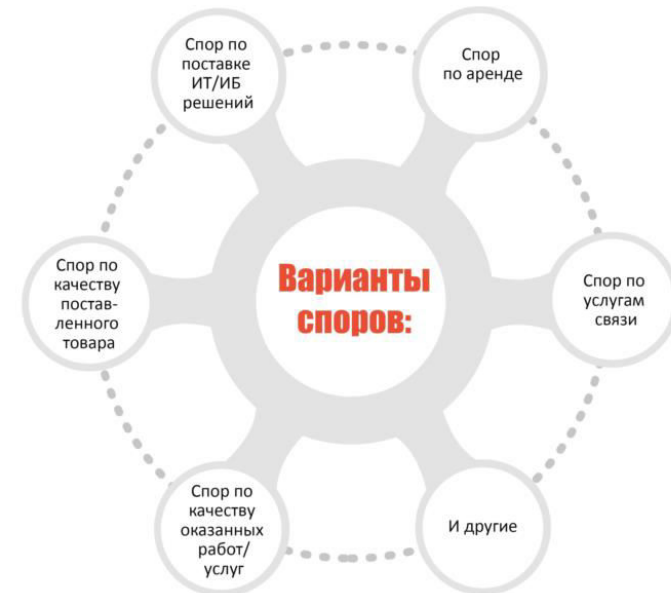 Спор по
поставке
ИТ/ИБ
решений
Спор
по аренде
Варианты
споров:
Спор по
качеству
постав-
ленного
товара
Спор по
услугам
связи
Спор по
качеству
оказанных
работ/
услуг
И другие